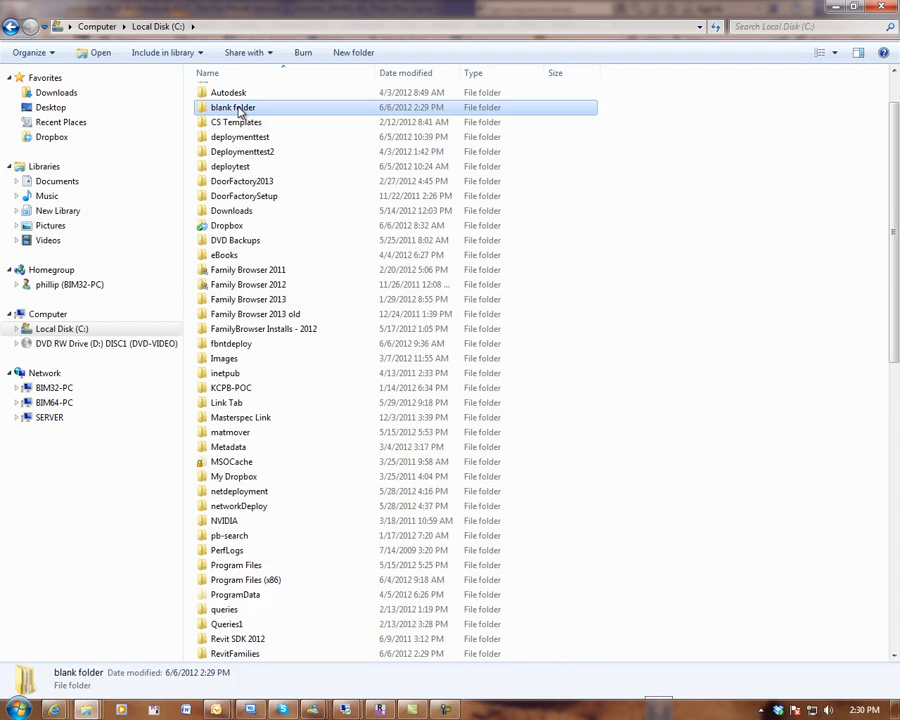 Computer ▸ Local Disk (C:) ▸
Search Local Disk (C:)
Organize Open Include in library Share with Burn New folder
Name Date modified Type Size
Favorites
Downloads
Desktop
Recent Places
Dropbox
Libraries
Documents
Music
New Library
Pictures
Videos
Homegroup
phillip (BIM32-PC)
Computer
Local Disk (C:)
DVD RW Drive (D:) DISC1 (DVD-VIDEO)
Network
BIM32-PC
BIM64-PC
SERVER
Autodesk 4/3/2012 8:49 AM File folder
blank folder 6/6/2012 2:29 PM File folder
CS Templates 2/12/2012 8:41 AM File folder
deploymenttest 6/5/2012 10:39 PM File folder
Deploymenttest2 4/3/2012 1:42 PM File folder
deploytest 6/5/2012 10:24 AM File folder
DoorFactory2013 2/27/2012 4:45 PM File folder
DoorFactorySetup 11/22/2011 2:26 PM File folder
Downloads 5/14/2012 12:03 PM File folder
Dropbox 6/6/2012 8:32 AM File folder
DVD Backups 5/25/2011 8:02 AM File folder
eBooks 4/4/2012 6:27 PM File folder
Family Browser 2011 2/20/2012 5:06 PM File folder
Family Browser 2012 11/26/2011 12:08 ... File folder
Family Browser 2013 1/29/2012 8:55 PM File folder
Family Browser 2013 old 12/24/2011 1:39 PM File folder
FamilyBrowser Installs - 2012 5/17/2012 1:05 PM File folder
fbntdeploy 6/6/2012 9:36 AM File folder
Images 3/7/2012 11:55 AM File folder
inetpub 4/13/2011 2:33 PM File folder
KCPB-POC 1/14/2012 6:34 PM File folder
Link Tab 5/29/2012 9:18 PM File folder
Masterspec Link 12/3/2011 3:39 PM File folder
matmover 5/15/2012 5:53 PM File folder
Metadata 3/4/2012 3:17 PM File folder
MSOCache 3/25/2011 9:58 AM File folder
My Dropbox 3/25/2011 4:04 PM File folder
netdeployment 5/28/2012 4:16 PM File folder
networkDeploy 5/28/2012 4:37 PM File folder
NVIDIA 3/18/2011 10:59 AM File folder
pb-search 1/17/2012 7:20 AM File folder
PerfLogs 7/14/2009 3:20 PM File folder
Program Files 5/15/2012 5:25 PM File folder
Program Files (x86) 6/4/2012 9:18 AM File folder
ProgramData 4/5/2012 6:26 PM File folder
queries 2/13/2012 1:19 PM File folder
Queries1 2/13/2012 3:28 PM File folder
Revit SDK 2012 6/9/2011 3:12 PM File folder
RevitFamilies 6/6/2012 2:29 PM File folder
blank folder Date modified: 6/6/2012 2:29 PM
File folder
2:30 PM